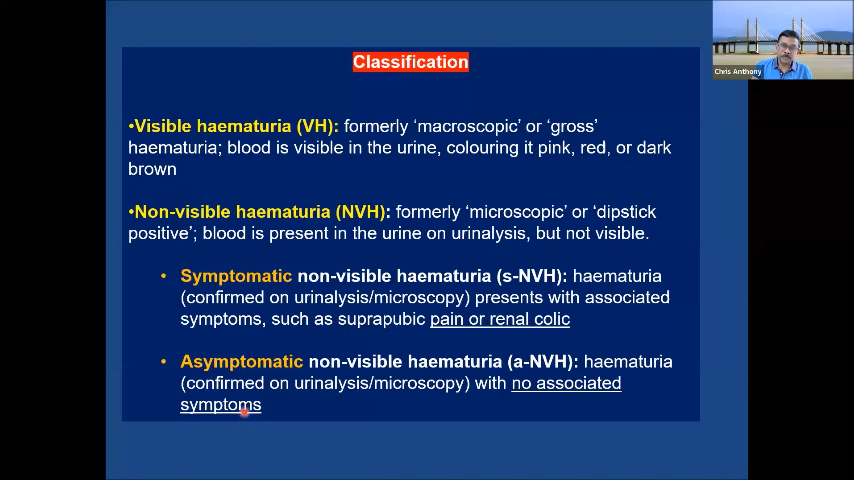 Classification
Chris Anthony
•Visible haematuria (VH): formerly ‘macroscopic’ or ‘gross’
haematuria; blood is visible in the urine, colouring it pink, red, or dark
brown
•Non-visible haematuria (NVH): formerly ‘microscopic’ or ‘dipstick
positive’; blood is present in the urine on urinalysis, but not visible.
• Symptomatic non-visible haematuria (s-NVH): haematuria
(confirmed on urinalysis/microscopy) presents with associated
symptoms, such as suprapubic pain or renal colic
• Asymptomatic non-visible haematuria (a-NVH): haematuria
(confirmed on urinalysis/microscopy) with no associated
symptoms